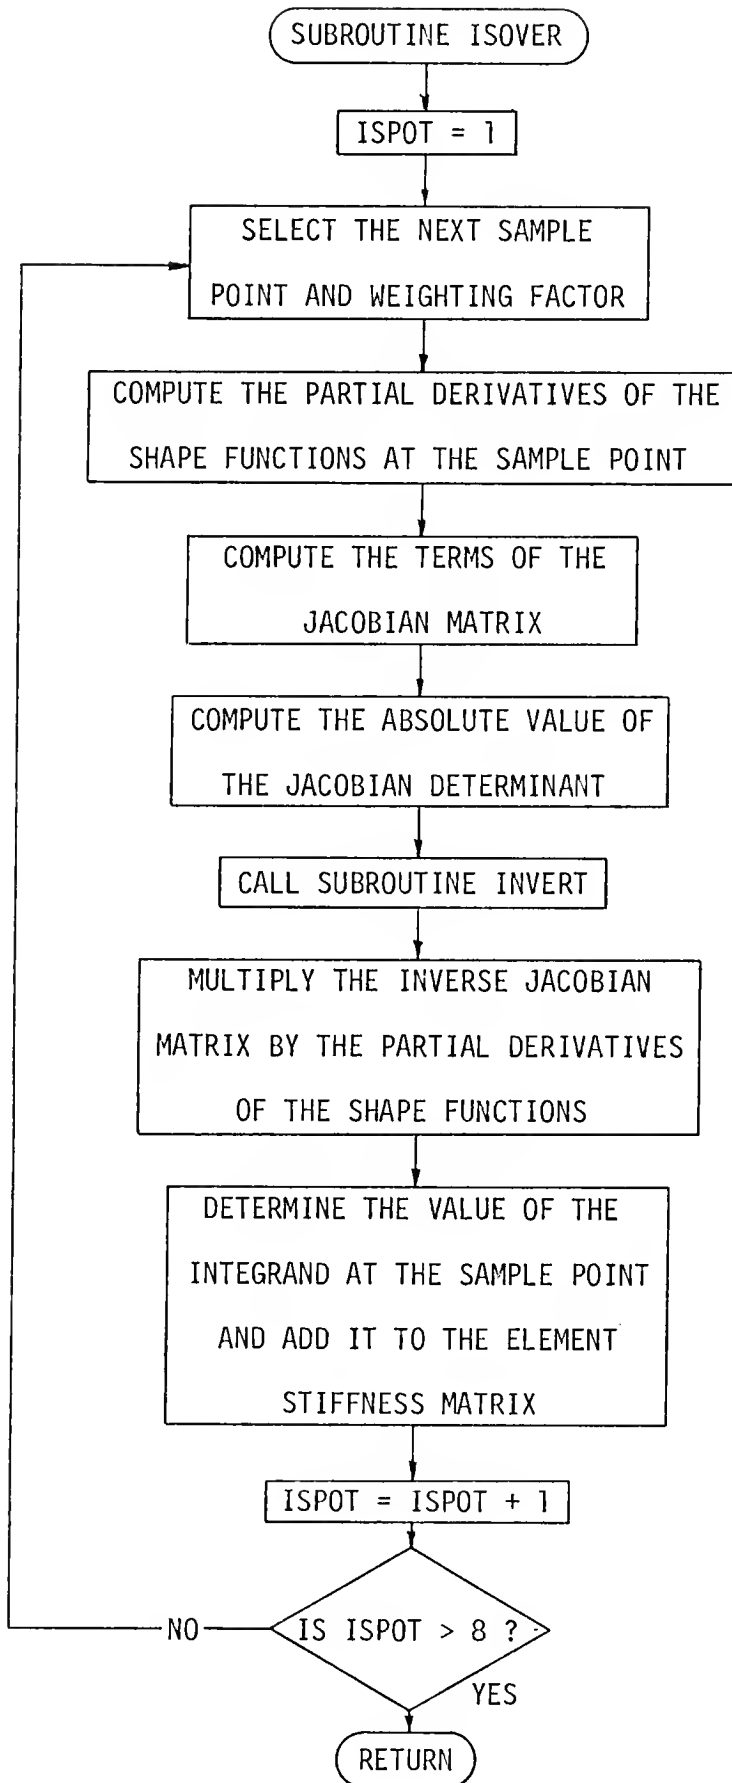 SUBROUTINE ISOVER
ISPOT = 1
SELECT THE NEXT SAMPLE
POINT AND WEIGHTING FACTOR
COMPUTE THE PARTIAL DERIVATIVES OF THE
SHAPE FUNCTIONS AT THE SAMPLE POINT
COMPUTE THE TERMS OF THE
JACOBIAN MATRIX
COMPUTE THE ABSOLUTE VALUE OF
THE JACOBIAN DETERMINANT
CALL SUBROUTINE INVERT
MULTIPLY THE INVERSE JACOBIAN
MATRIX BY THE PARTIAL DERIVATIVES
OF THE SHAPE FUNCTIONS
DETERMINE THE VALUE OF THE
INTEGRAND AT THE SAMPLE POINT
AND ADD IT TO THE ELEMENT
STIFFNESS MATRIX
ISPOT = ISPOT + 1
NO
IS ISPOT > 8 ?
YES
RETURN